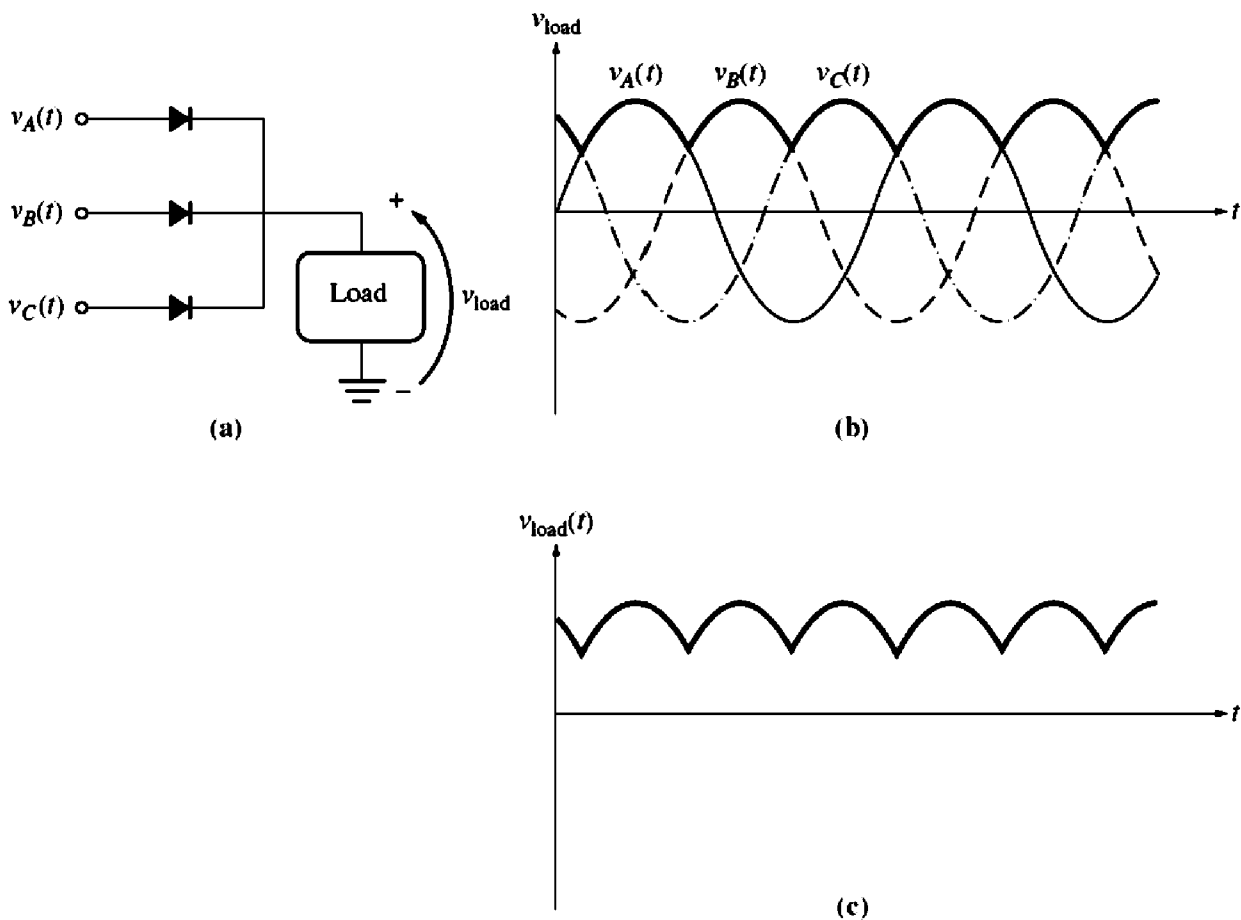 v_A(t)
v_B(t)
v_C(t)
Load
+
v_load
–
(a)
v_load
v_A(t) v_B(t) v_C(t)
t
(b)
v_load(t)
t
(c)